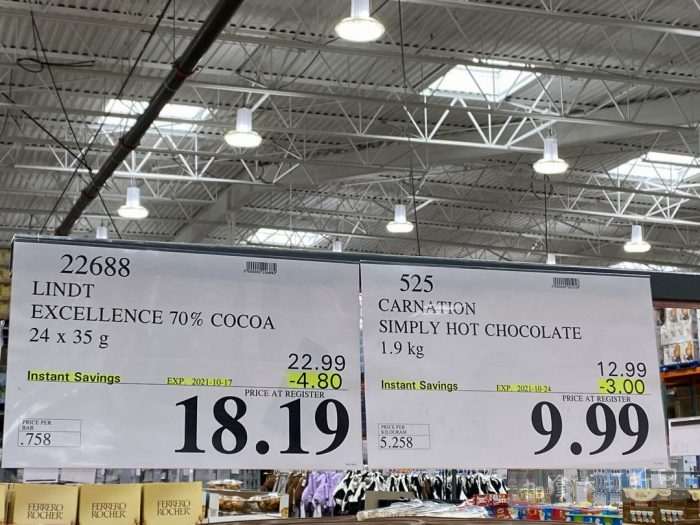 22688
LINDT
EXCELLENCE 70% COCOA
24 x 35 g
22.99
Instant Savings
EXP. 2021-10-17
-4.80
PRICE AT REGISTER
PRICE PER
BAR
.758
18.19
525
CARNATION
SIMPLY HOT CHOCOLATE
1.9 kg
12.99
Instant Savings
EXP. 2021-10-24
-3.00
PRICE AT REGISTER
PRICE PER
KILOGRAM
5.258
9.99
FERRERO
ROCHER
FERRERO
ROCHER
FERRERO
ROCHER